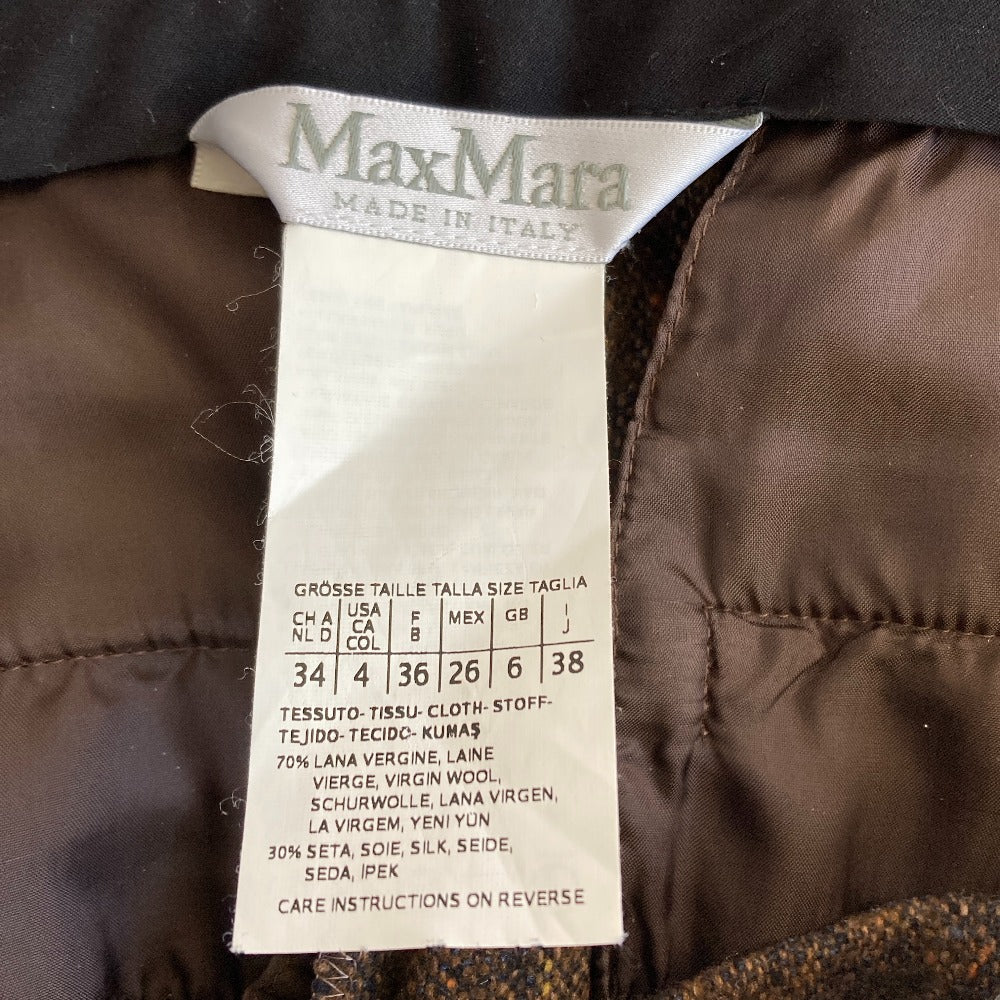 MaxMara
MADE IN ITALY
GRÖSSE TAILLE TALLA SIZE TAGLIA
CH A NL D | USA CA COL | F B | MEX | GB | I J
34 | 4 | 36 | 26 | 6 | 38
TESSUTO- TISSU- CLOTH- STOFF-
TEJIDO- TECIDO- KUMAŞ
70% LANA VERGINE, LAINE
VIERGE, VIRGIN WOOL,
SCHURWOLLE, LANA VIRGEN,
LA VIRGEM, YENI YÜN
30% SETA, SOIE, SILK, SEIDE,
SEDA, İPEK
CARE INSTRUCTIONS ON REVERSE